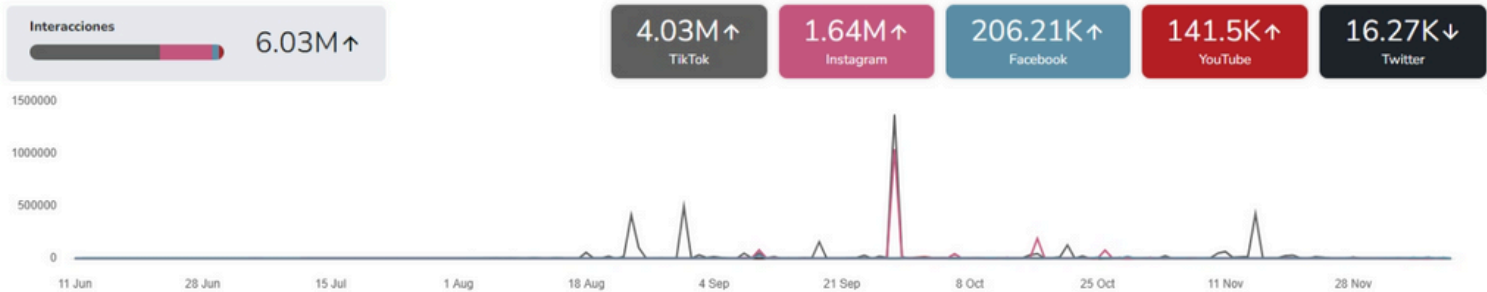 Interacciones
6.03M↑
4.03M↑
TikTok
1.64M↑
Instagram
206.21K↑
Facebook
141.5K↑
YouTube
16.27K↓
Twitter
1500000
1000000
500000
0
11 Jun 28 Jun 15 Jul 1 Aug 18 Aug 4 Sep 21 Sep 8 Oct 25 Oct 11 Nov 28 Nov